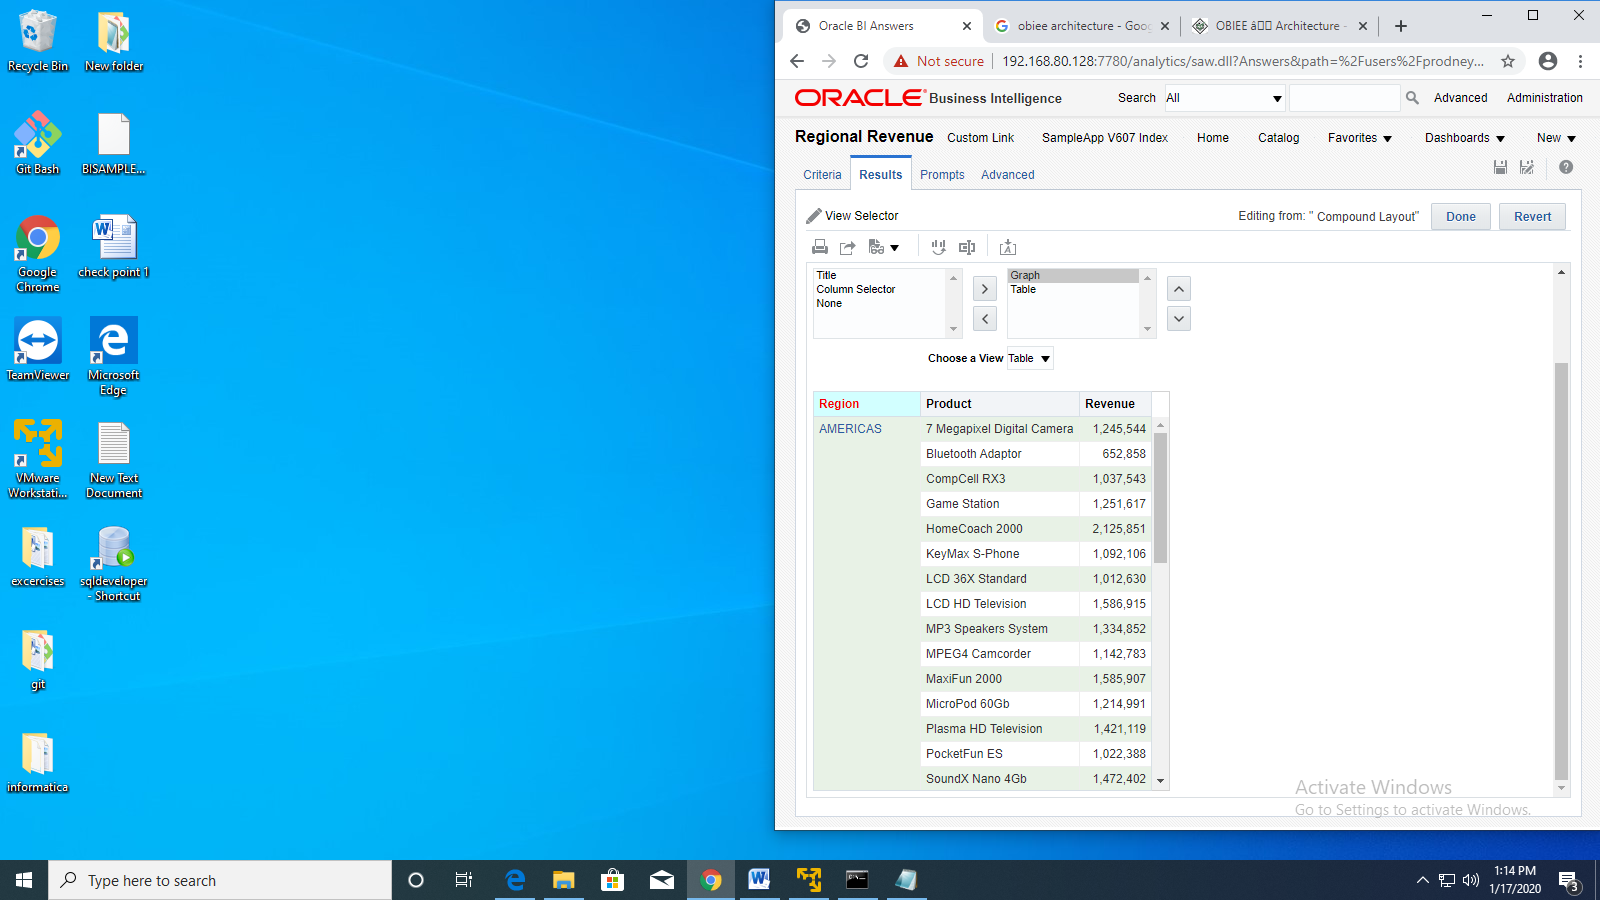 Recycle Bin
New folder
Git Bash
BISAMPLE...
Google
Chrome
check point 1
TeamViewer
Microsoft
Edge
VMware
Workstati...
New Text
Document
excercises
sqldeveloper
- Shortcut
git
informatica
Oracle BI Answers
obiee architecture - Goog
OBIEE â Architecture -
Not secure
192.168.80.128:7780/analytics/saw.dll?Answers&path=%2Fusers%2Fprodney...
ORACLE Business Intelligence
Search
All
Advanced
Administration
Regional Revenue
Custom Link
SampleApp V607 Index
Home
Catalog
Favorites
Dashboards
New
Criteria
Results
Prompts
Advanced
View Selector
Editing from: " Compound Layout"
Done
Revert
Title
Column Selector
None
Graph
Table
Choose a View Table
Region Product Revenue
AMERICAS 7 Megapixel Digital Camera 1,245,544
Bluetooth Adaptor 652,858
CompCell RX3 1,037,543
Game Station 1,251,617
HomeCoach 2000 2,125,851
KeyMax S-Phone 1,092,106
LCD 36X Standard 1,012,630
LCD HD Television 1,586,915
MP3 Speakers System 1,334,852
MPEG4 Camcorder 1,142,783
MaxiFun 2000 1,585,907
MicroPod 60Gb 1,214,991
Plasma HD Television 1,421,119
PocketFun ES 1,022,388
SoundX Nano 4Gb 1,472,402
Activate Windows
Go to Settings to activate Windows.
Type here to search
1:14 PM
1/17/2020
3